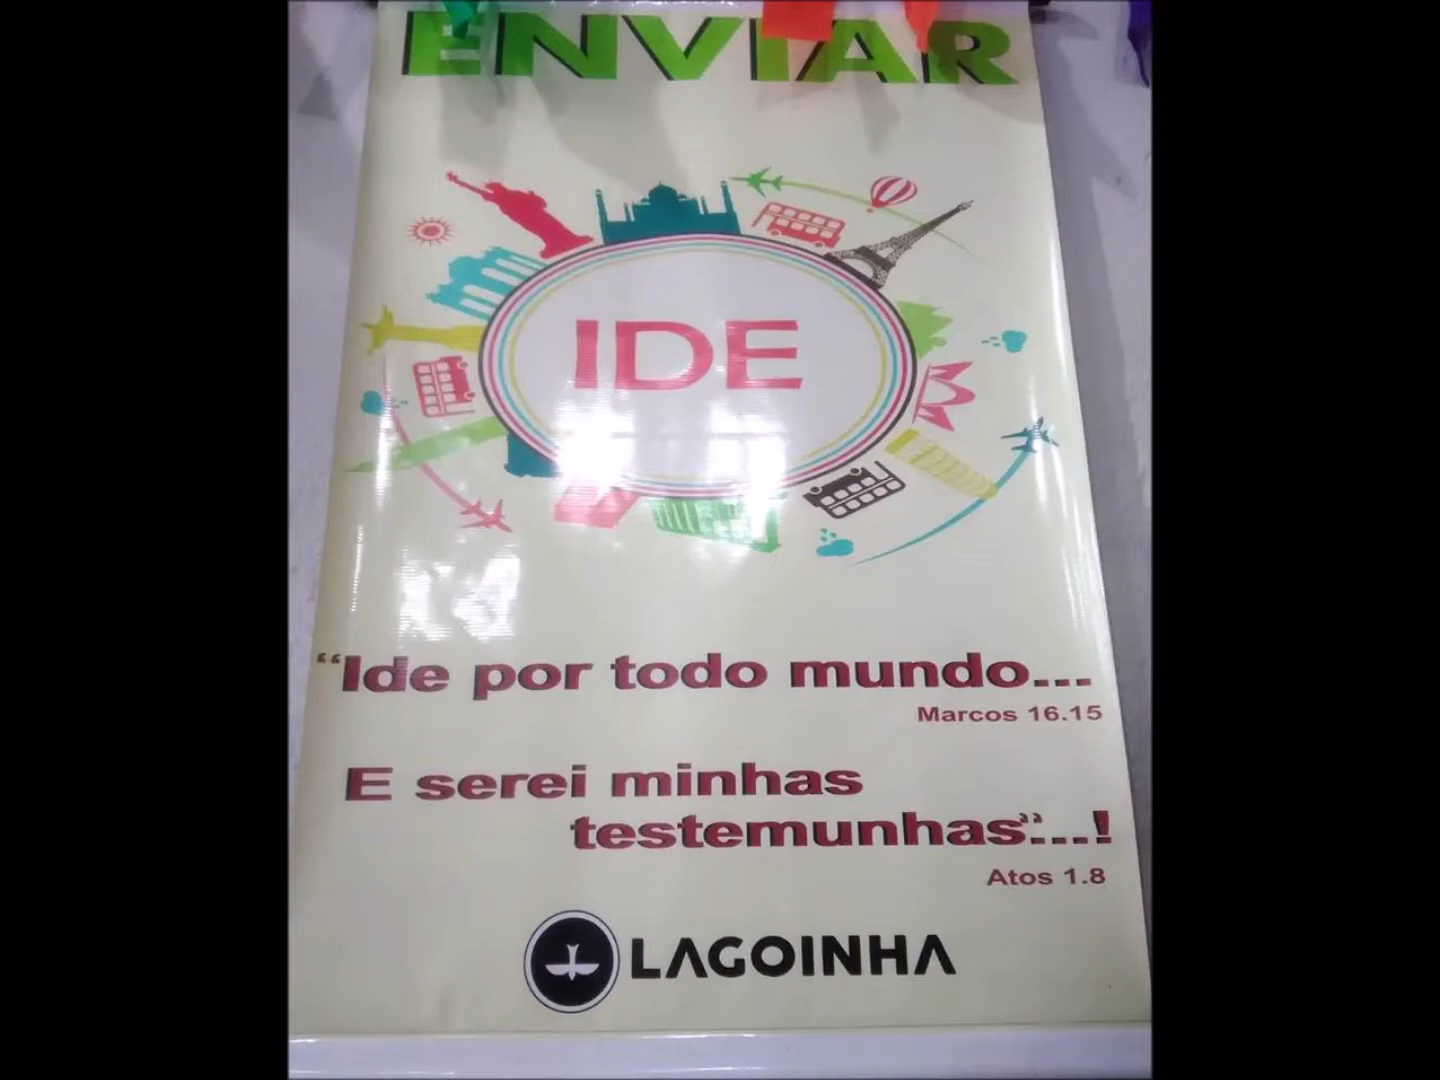 ENVIAR
IDE
“Ide por todo mundo...
Marcos 16.15
E serei minhas
testemunhas”...!
Atos 1.8
LAGOINHA